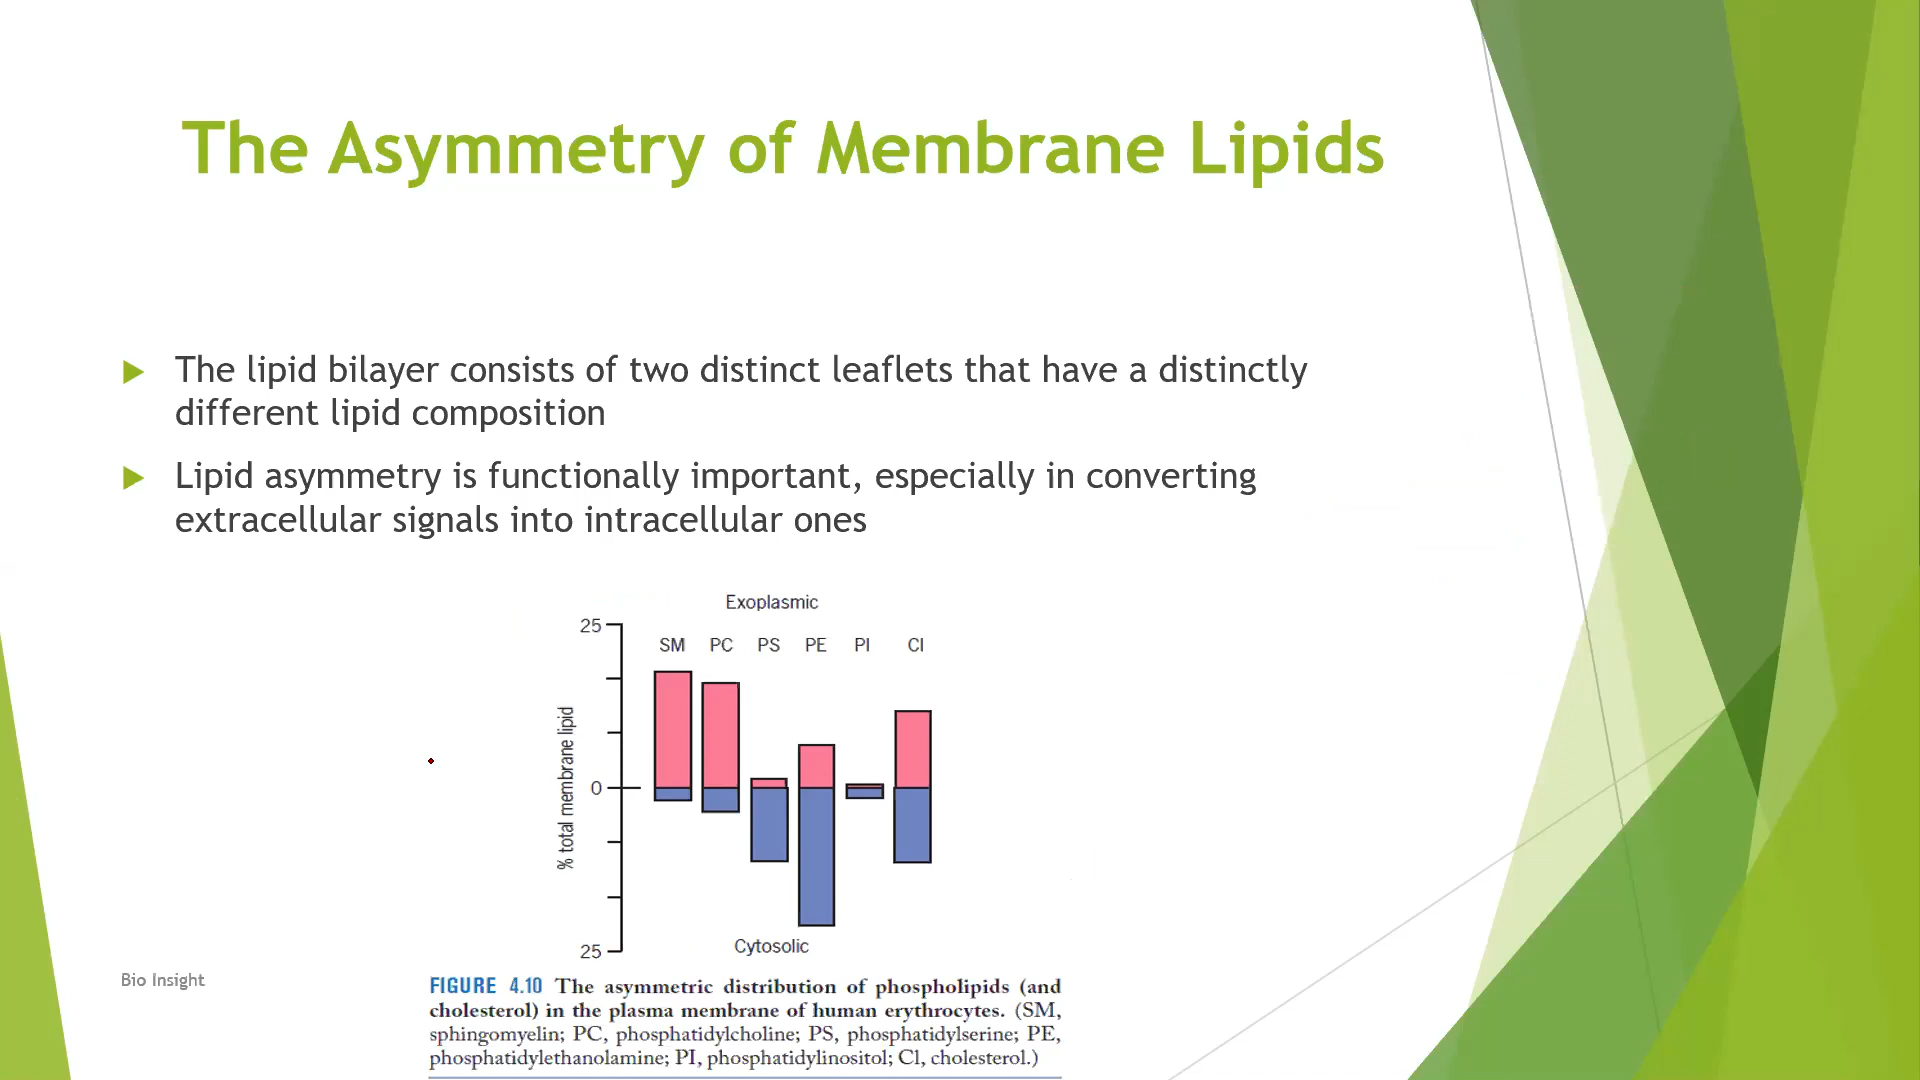 The Asymmetry of Membrane Lipids
The lipid bilayer consists of two distinct leaflets that have a distinctly
different lipid composition
Lipid asymmetry is functionally important, especially in converting
extracellular signals into intracellular ones
Exoplasmic
25
SM PC PS PE PI Cl
% total membrane lipid
0
Cytosolic
25
Bio Insight
FIGURE 4.10 The asymmetric distribution of phospholipids (and
cholesterol) in the plasma membrane of human erythrocytes. (SM,
sphingomyelin; PC, phosphatidylcholine; PS, phosphatidylserine; PE,
phosphatidylethanolamine; PI, phosphatidylinositol; Cl, cholesterol.)